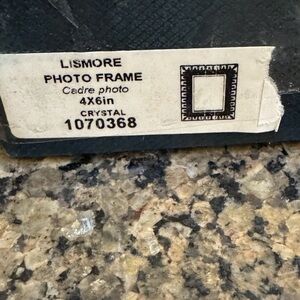 LISMORE
PHOTO FRAME
Cadre photo
4X6in
CRYSTAL
1070368